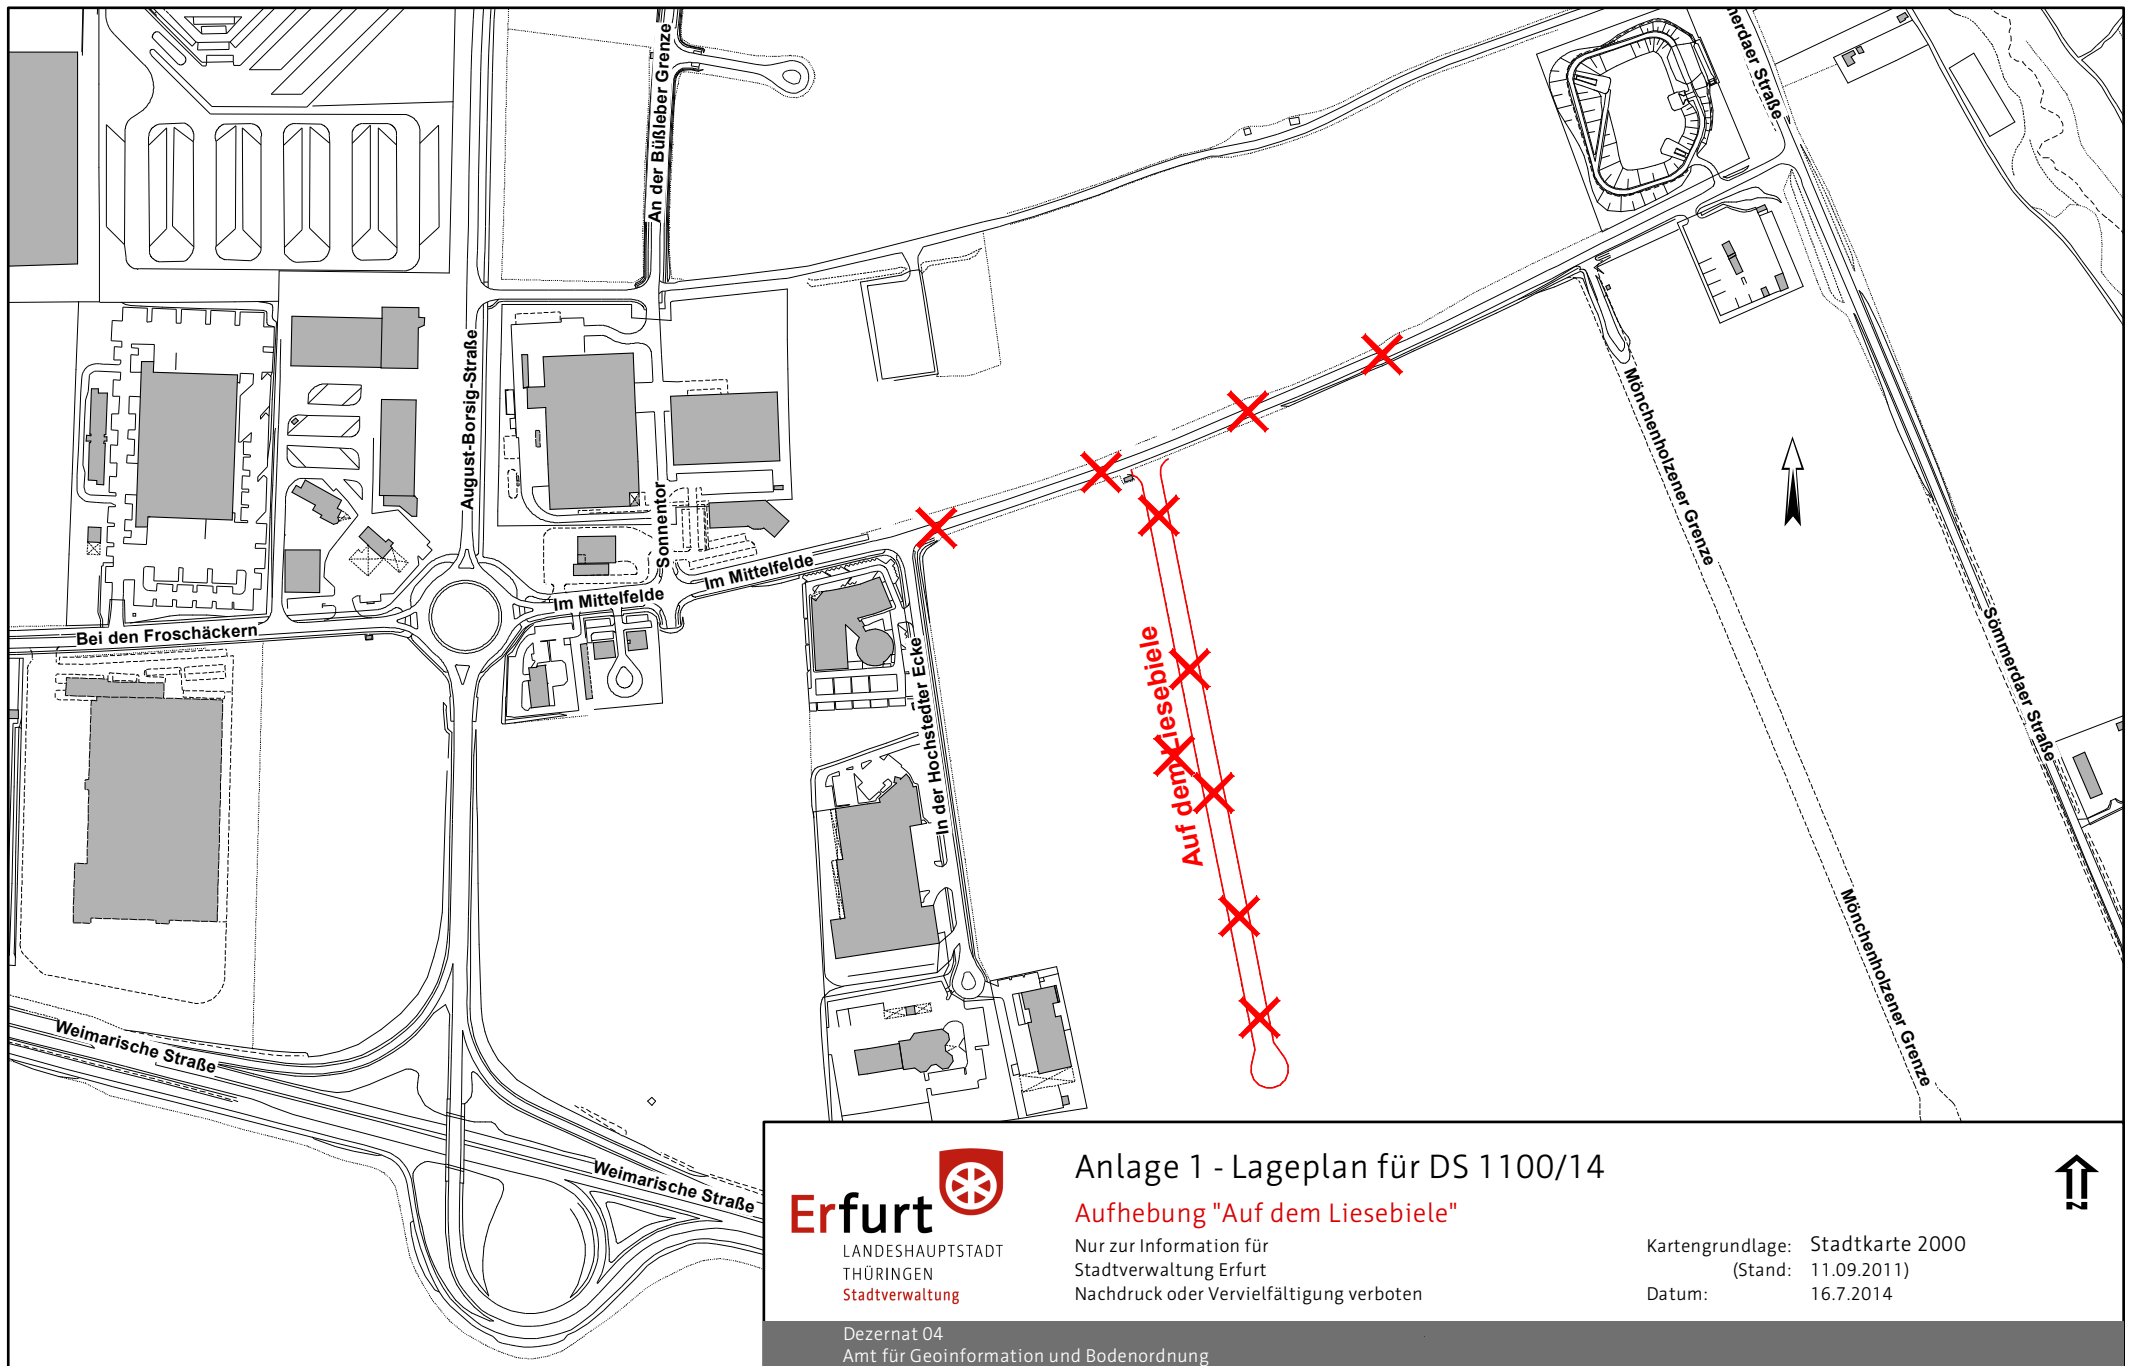 An der Büßleber Grenze
merdaer Straße
August-Borsig-Straße
Sonnentor
Im Mittelfelde
Im Mittelfelde
Bei den Froschäckern
In der Hochstedter Ecke
Auf dem Liesebiele
Mönchenholzener Grenze
Sömmerdaer Straße
Mönchenholzener Grenze
Weimarische Straße
Weimarische Straße
Erfurt
LANDESHAUPTSTADT
THÜRINGEN
Stadtverwaltung
Anlage 1 - Lageplan für DS 1100/14
Aufhebung "Auf dem Liesebiele"
Nur zur Information für
Stadtverwaltung Erfurt
Nachdruck oder Vervielfältigung verboten
Kartengrundlage: Stadtkarte 2000
(Stand: 11.09.2011)
Datum: 16.7.2014
N
Dezernat 04
Amt für Geoinformation und Bodenordnung